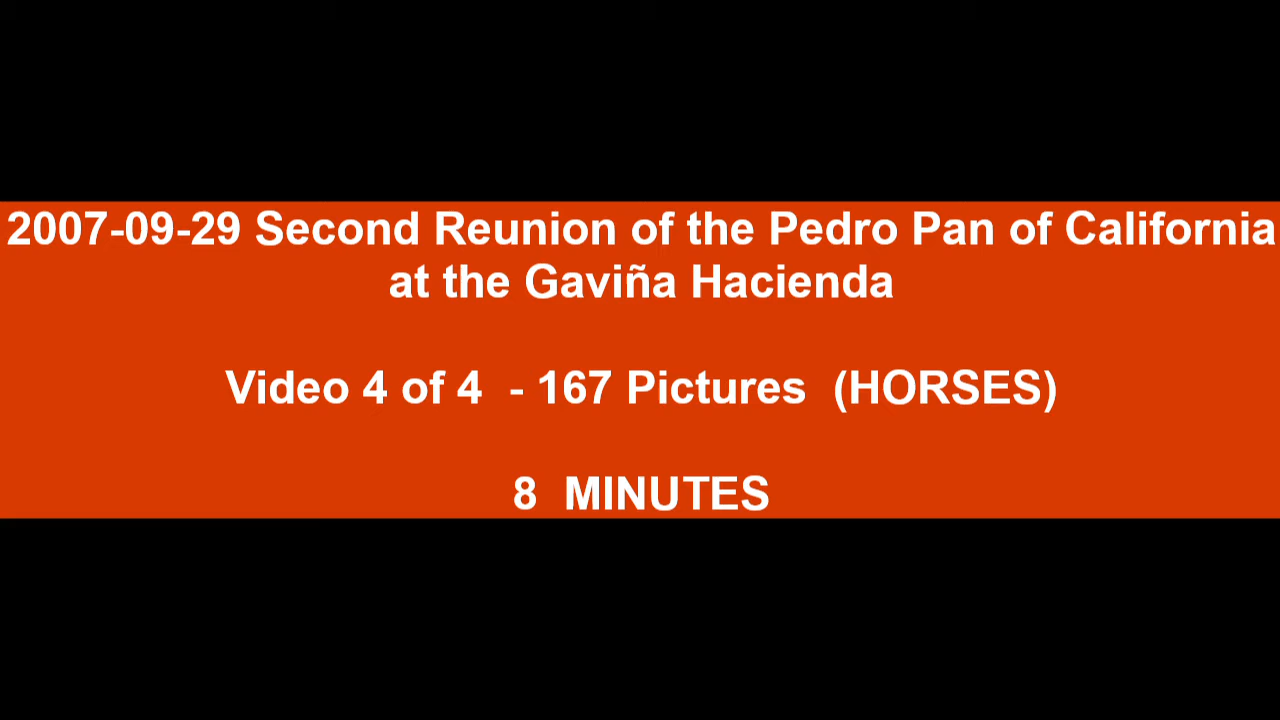 2007-09-29 Second Reunion of the Pedro Pan of California
at the Gaviña Hacienda
Video 4 of 4  - 167 Pictures  (HORSES)
8  MINUTES